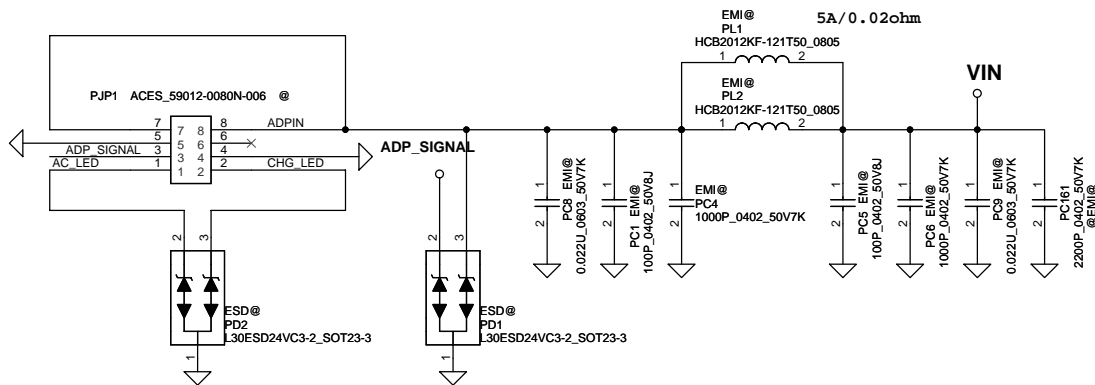 EMI@
PL1
HCB2012KF-121T50_0805
1 2
5A/0.02ohm
EMI@
PL2
HCB2012KF-121T50_0805
1 2
VIN
PJP1 ACES_59012-0080N-006 @
7 7 8 8 ADPIN
5 5 6 6
ADP_SIGNAL 3 3 4 4
AC_LED 1 1 2 2 CHG_LED
ADP_SIGNAL
1
2
PC8 EMI@
0.022U_0603_50V7K
1
2
PC1 EMI@
100P_0402_50V8J
1
2
EMI@
PC4
1000P_0402_50V7K
1
2
PC5 EMI@
100P_0402_50V8J
1
2
PC6 EMI@
1000P_0402_50V7K
1
2
PC9 EMI@
0.022U_0603_50V7K
1
2
PC161
2200P_0402_50V7K
@EMI@
2
3
1
ESD@
PD2
L30ESD24VC3-2_SOT23-3
2
3
1
ESD@
PD1
L30ESD24VC3-2_SOT23-3